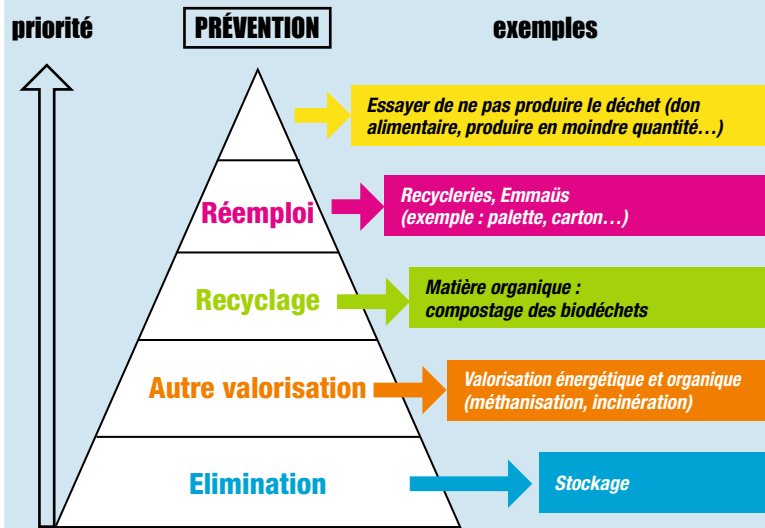 priorité
PRÉVENTION
exemples
Essayer de ne pas produire le déchet (don
alimentaire, produire en moindre quantité…)
Réemploi
Recycleries, Emmaüs
(exemple : palette, carton…)
Recyclage
Matière organique :
compostage des biodéchets
Autre valorisation
Valorisation énergétique et organique
(méthanisation, incinération)
Elimination
Stockage